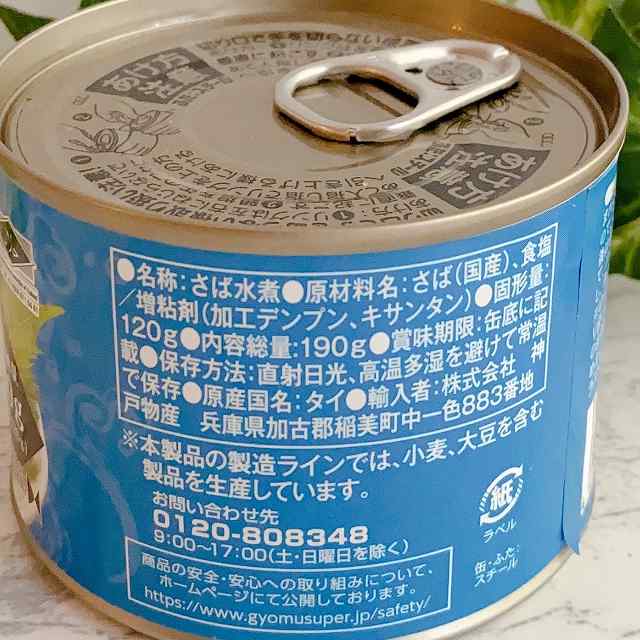 あけ方
あけ方
注意
●名称:さば水煮●原材料名:さば(国産)、食塩
/増粘剤(加工デンプン、キサンタン)●固形量:
120g●内容総量:190g●賞味期限:缶底に記
載●保存方法:直射日光、高温多湿を避けて常温
で保存●原産国名:タイ●輸入者:株式会社 神
戸物産 兵庫県加古郡稲美町中一色883番地
※本製品の製造ラインでは、小麦、大豆を含む
製品を生産しています。
お問い合わせ先
0120-808348
9:00~17:00(土・日曜日を除く)
商品の安全・安心への取り組みについて、
ホームページにて公開しております。
https://www.gyomusuper.jp/safety/
紙
ラベル
缶・ふた:
スチール